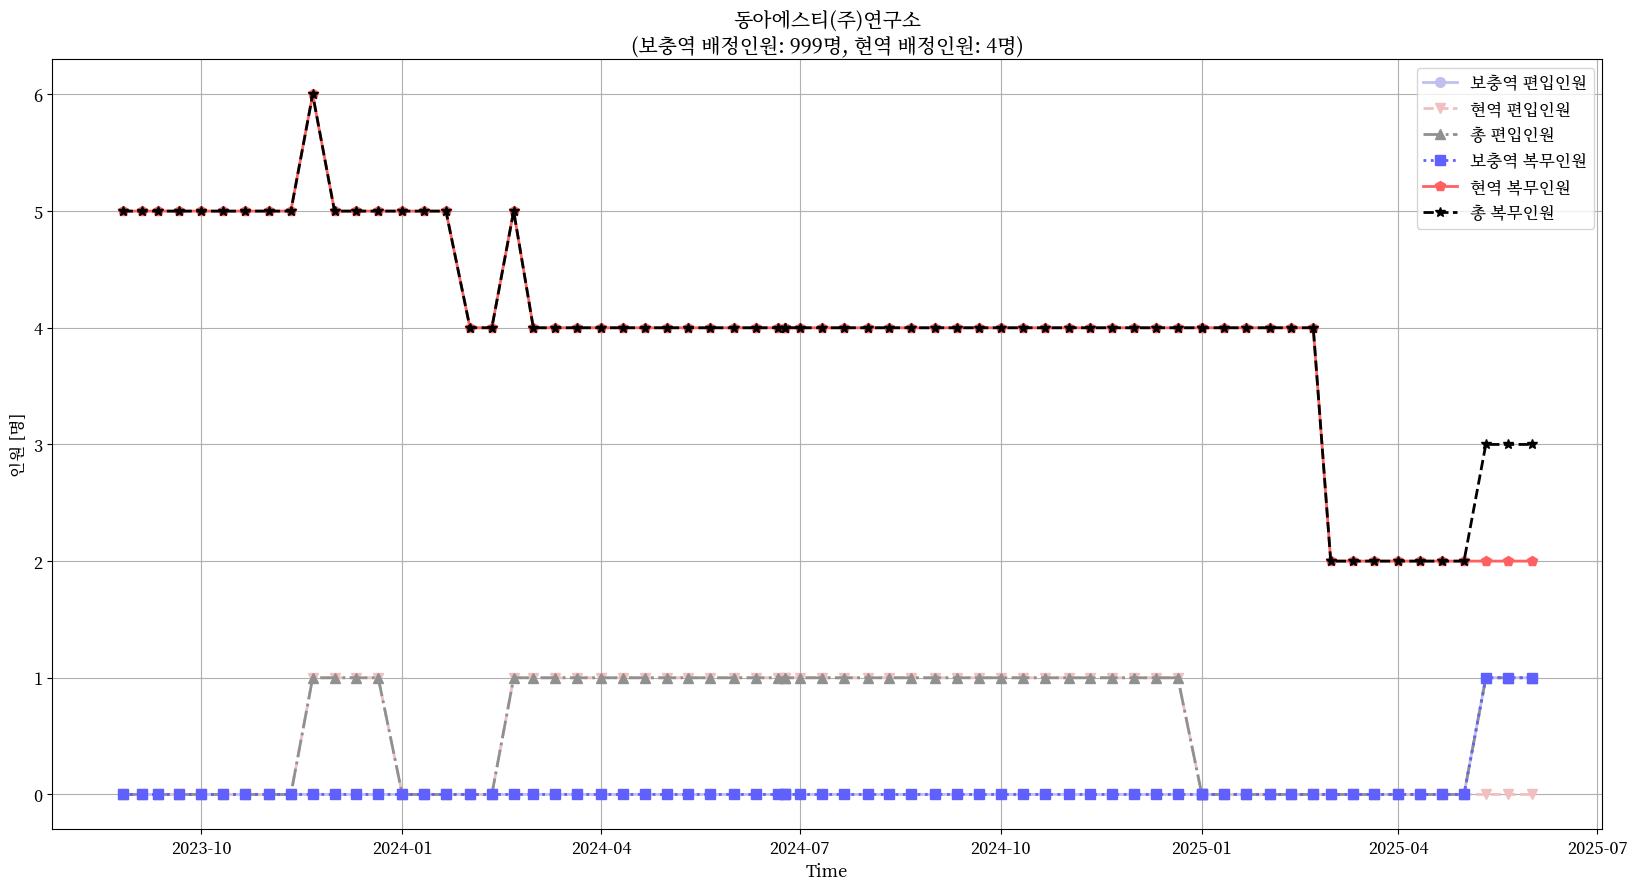 동아에스티(주)연구소
(보충역 배정인원: 999명, 현역 배정인원: 4명)
보충역 편입인원
현역 편입인원
총 편입인원
보충역 복무인원
현역 복무인원
총 복무인원
인원 [명]
6
5
4
3
2
1
0
2023-10
2024-01
2024-04
2024-07
2024-10
2025-01
2025-04
2025-07
Time